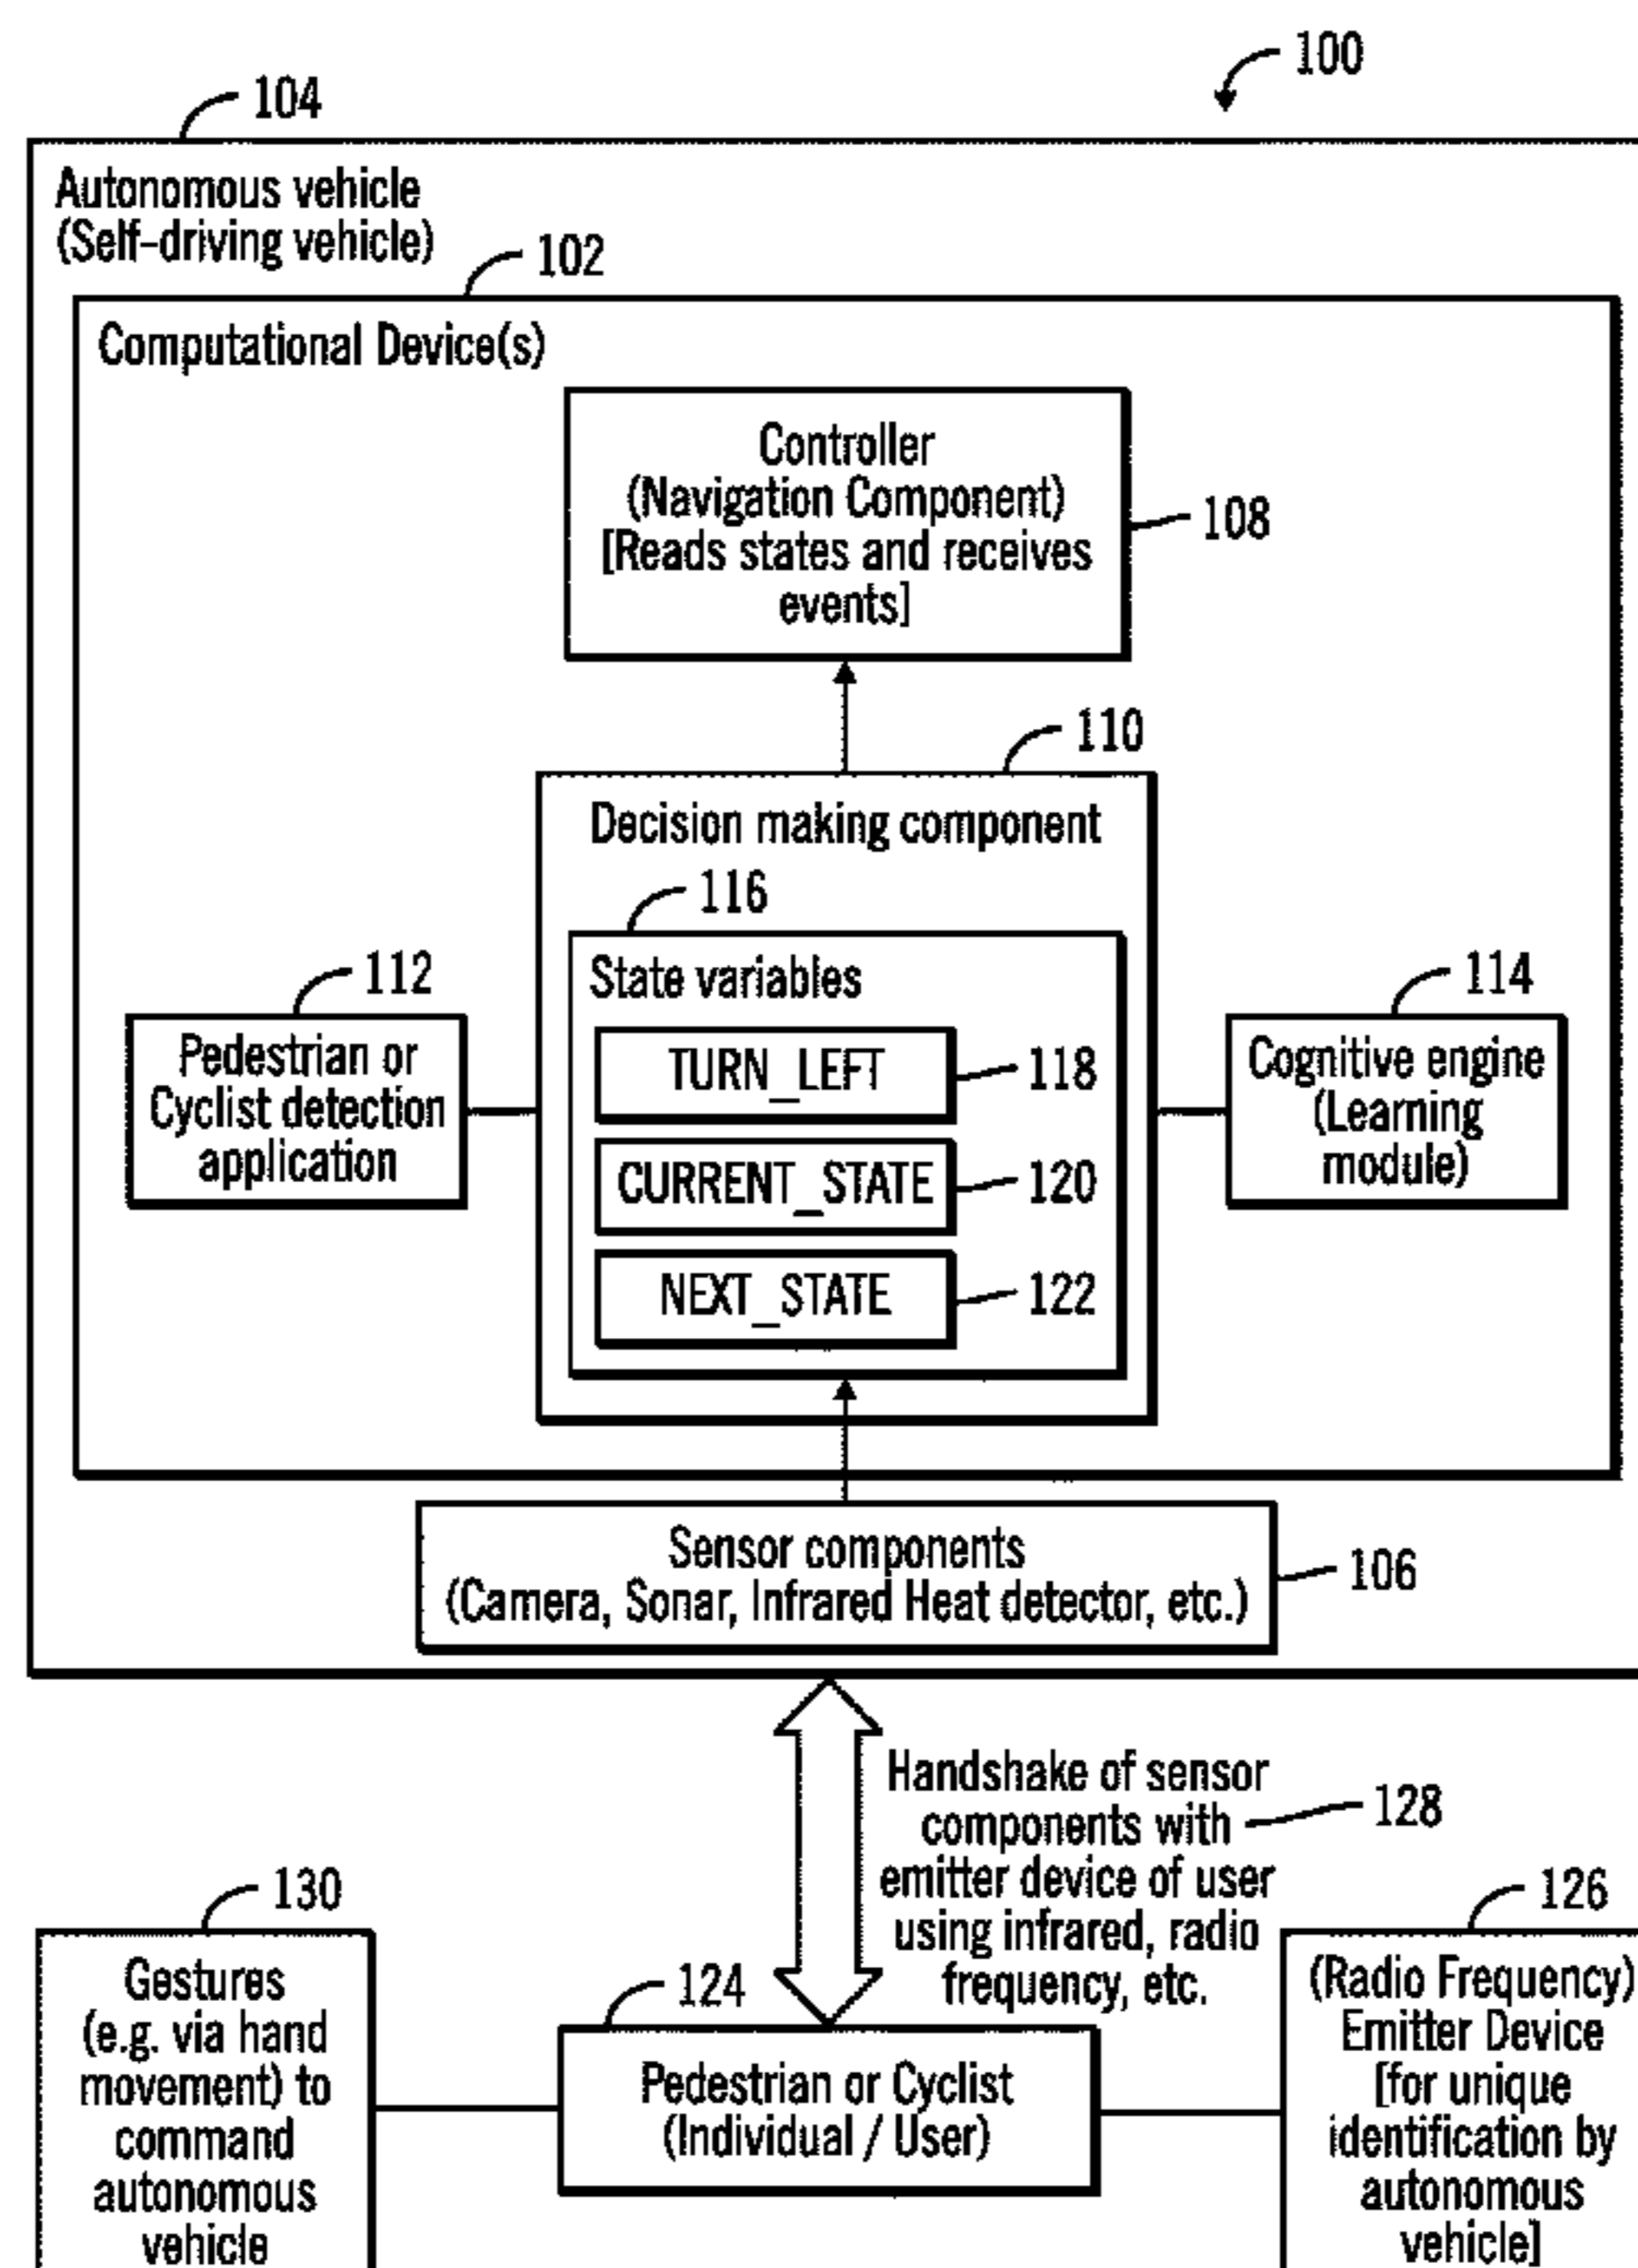 100
104
Autonomous vehicle
(Self-driving vehicle)
102
Computational Device(s)
Controller
(Navigation Component)
[Reads states and receives
events]
108
110
Decision making component
116
State variables
112
Pedestrian or
Cyclist detection
application
TURN_LEFT
118
CURRENT_STATE
120
NEXT_STATE
122
114
Cognitive engine
(Learning
module)
Sensor components
(Camera, Sonar, Infrared Heat detector, etc.)
106
Handshake of sensor
components with
emitter device of user
using infrared, radio
frequency, etc.
128
130
Gestures
(e.g. via hand
movement) to
command
autonomous
vehicle
124
Pedestrian or Cyclist
(Individual / User)
126
(Radio Frequency)
Emitter Device
[for unique
identification by
autonomous
vehicle]